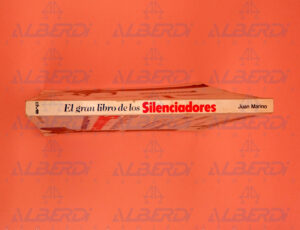 El gran libro de los Silenciadores Juan Marino
ALBERDI